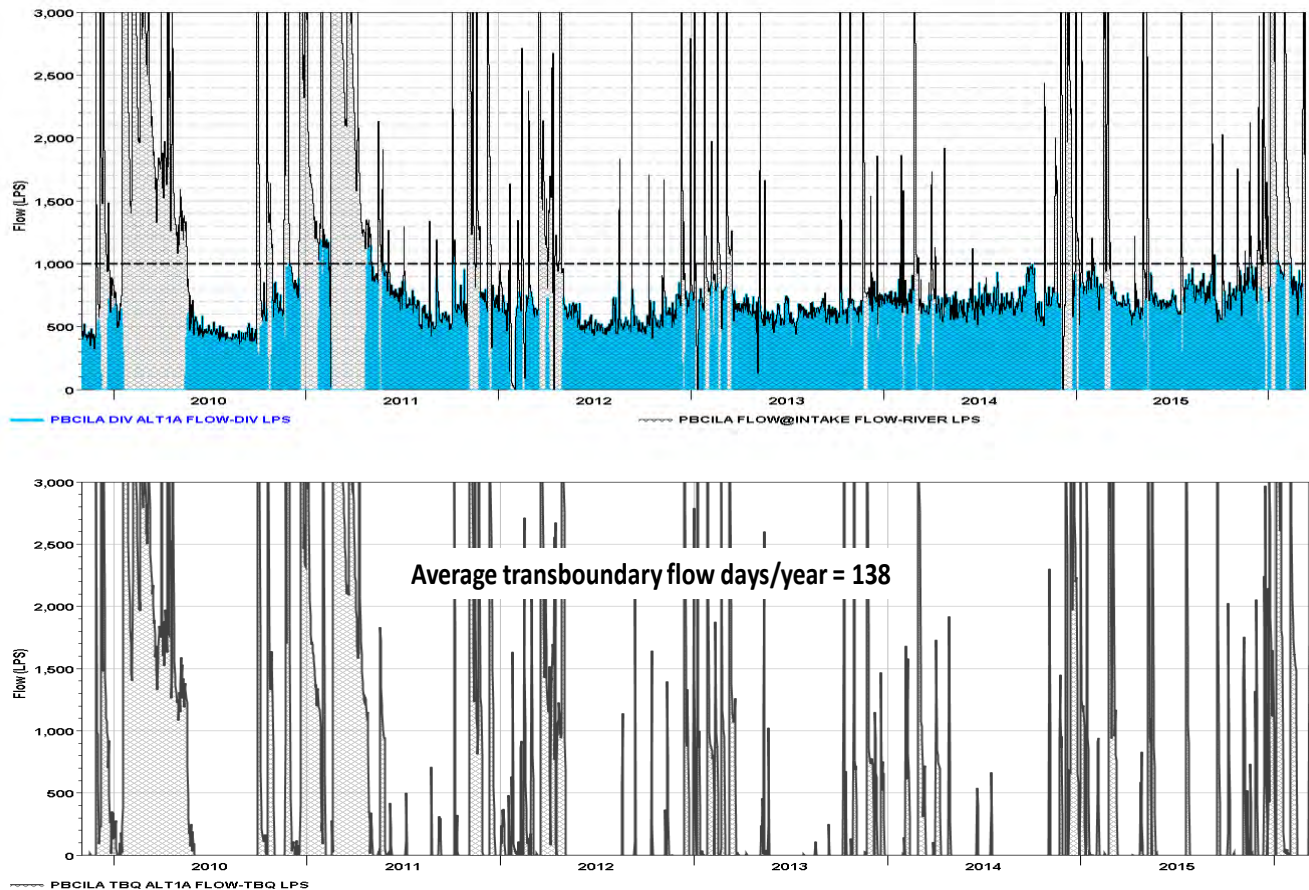 3,000
2,500
2,000
1,500
1,000
500
0
Flow (LPS)
2010 2011 2012 2013 2014 2015
PBCILA DIV ALT1A FLOW-DIV LPS PBCILA FLOW@INTAKE FLOW-RIVER LPS
3,000
2,500
2,000
1,500
1,000
500
0
Flow (LPS)
Average transboundary flow days/year = 138
2010 2011 2012 2013 2014 2015
PBCILA TBQ ALT1A FLOW-TBQ LPS